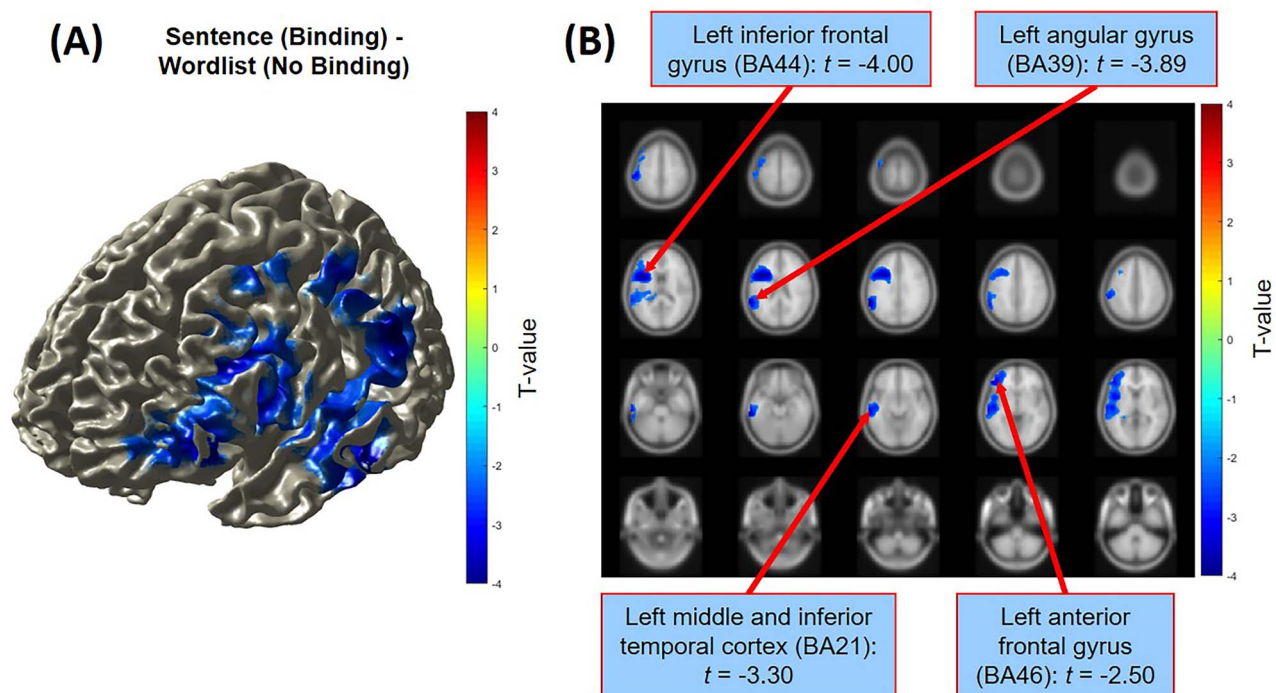 (A)
Sentence (Binding) -
Wordlist (No Binding)
4
3
2
1
0
-1
-2
-3
-4
T-value
(B)
Left inferior frontal
gyrus (BA44): t = -4.00
Left angular gyrus
(BA39): t = -3.89
4
3
2
1
0
-1
-2
-3
-4
T-value
Left middle and inferior
temporal cortex (BA21):
t = -3.30
Left anterior
frontal gyrus
(BA46): t = -2.50